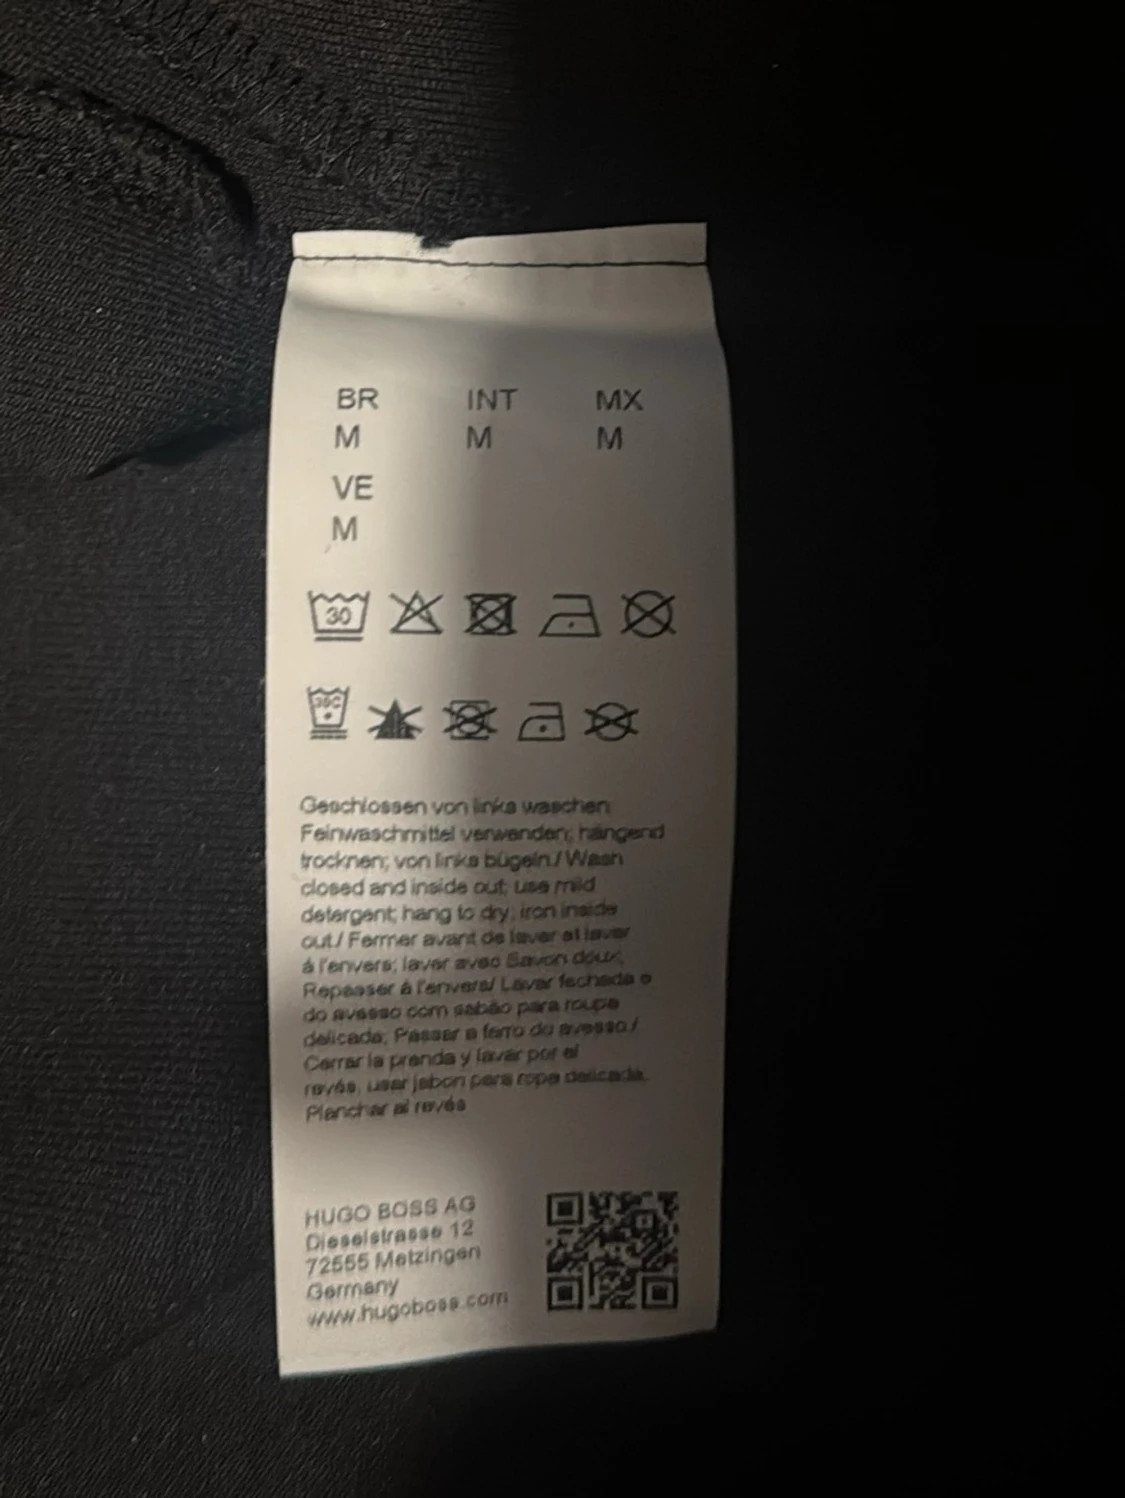 BR INT MX
M M M
VE
M
30
30C
Geschlossen von links waschen;
Feinwaschmittel verwenden; hängend
trocknen; von links bügeln./ Wash
closed and inside out; use mild
detergent; hang to dry; iron inside
out./ Fermer avant de laver et laver
á l'envers; laver avec Savon doux,
Repasser á l'envers/ Lavar fechada e
do avesso com sabão para roupa
delicada; Passar a ferro do avesso./
Cerrar la prenda y lavar por el
revés, usar jabon para ropa delicada,
Planchar al revés
HUGO BOSS AG
Dieselstrasse 12
72555 Metzingen
Germany
www.hugoboss.com